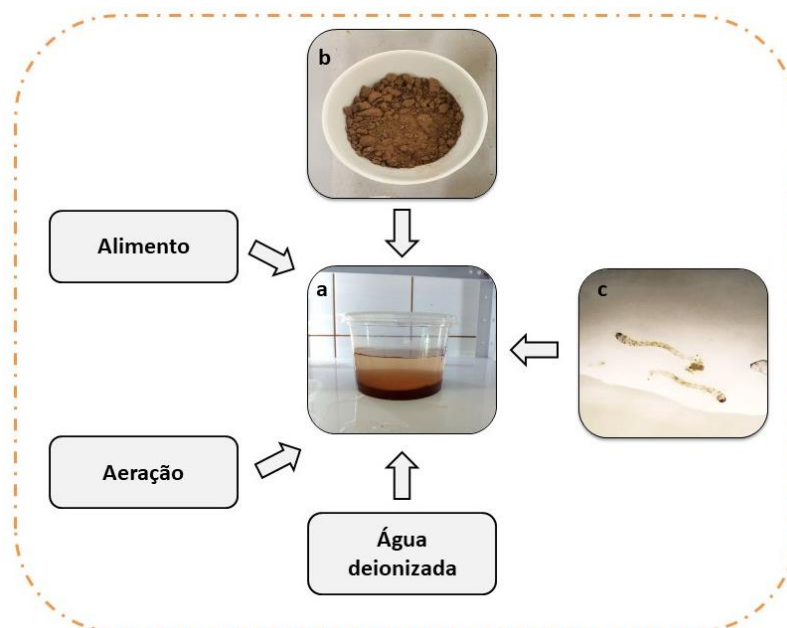 b
Alimento
a
c
Aeração
Água
deionizada